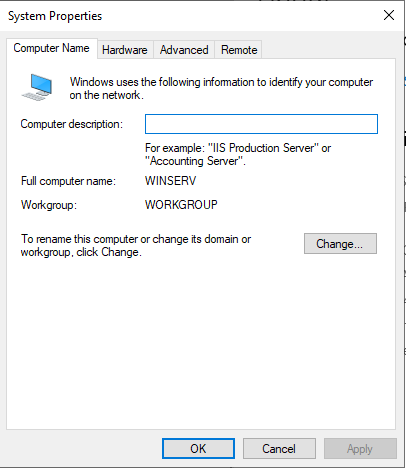 System Properties
Computer Name
Hardware
Advanced
Remote
Windows uses the following information to identify your computer
on the network.
Computer description:
For example: "IIS Production Server" or
"Accounting Server".
Full computer name:
WINSERV
Workgroup:
WORKGROUP
To rename this computer or change its domain or
workgroup, click Change.
Change...
OK
Cancel
Apply